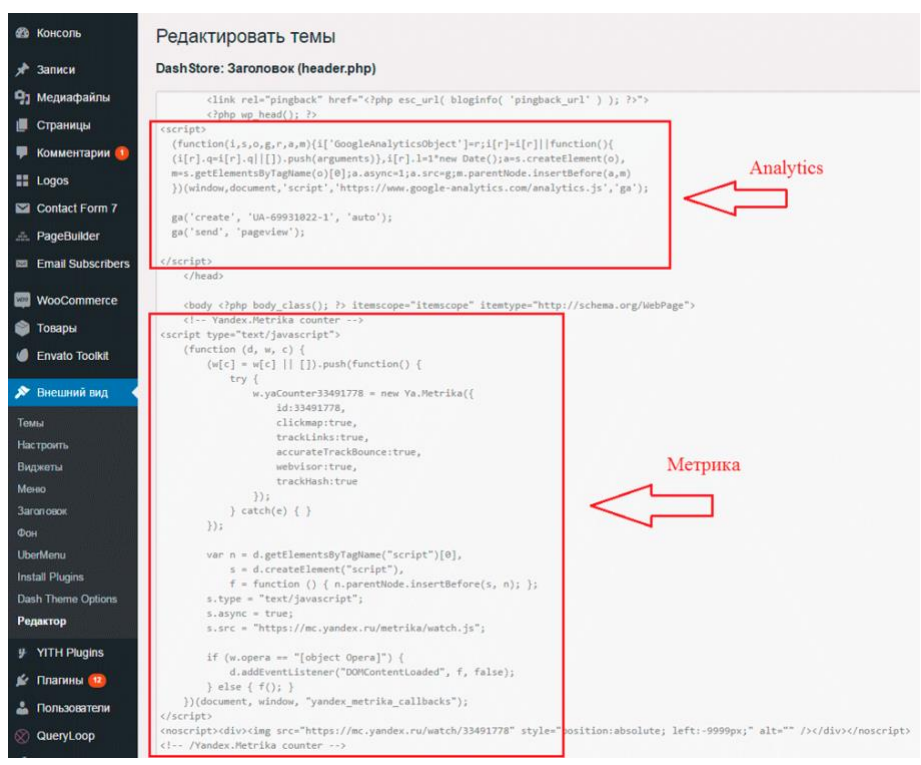 Консоль
Записи
Медиафайлы
Страницы
Комментарии 1
Logos
Contact Form 7
PageBuilder
Email Subscribers
WooCommerce
Товары
Envato Toolkit
Внешний вид
Темы
Настроить
Виджеты
Меню
Заголовок
Фон
UberMenu
Install Plugins
Dash Theme Options
Редактор
YITH Plugins
Плагины 12
Пользователи
QueryLoop
Редактировать темы
DashStore: Заголовок (header.php)
<link rel="pingback" href="<?php esc_url( bloginfo( 'pingback_url' ) ); ?>">
<?php wp_head(); ?>
<script>
(function(i,s,o,g,r,a,m){i['GoogleAnalyticsObject']=r;i[r]=i[r]||function(){
(i[r].q=i[r].q||[]).push(arguments)},i[r].l=1*new Date();a=s.createElement(o),
m=s.getElementsByTagName(o)[0];a.async=1;a.src=g;m.parentNode.insertBefore(a,m)
})(window,document,'script','https://www.google-analytics.com/analytics.js','ga');
ga('create', 'UA-69931022-1', 'auto');
ga('send', 'pageview');
</script>
</head>
Analytics
<body <?php body_class(); ?> itemscope="itemscope" itemtype="http://schema.org/WebPage">
<!-- Yandex.Metrika counter -->
<script type="text/javascript">
(function (d, w, c) {
(w[c] = w[c] || []).push(function() {
try {
w.yaCounter33491778 = new Ya.Metrika({
id:33491778,
clickmap:true,
trackLinks:true,
accurateTrackBounce:true,
webvisor:true,
trackHash:true
});
} catch(e) { }
});
var n = d.getElementsByTagName("script")[0],
s = d.createElement("script"),
f = function () { n.parentNode.insertBefore(s, n); };
s.type = "text/javascript";
s.async = true;
s.src = "https://mc.yandex.ru/metrika/watch.js";
if (w.opera == "[object Opera]") {
d.addEventListener("DOMContentLoaded", f, false);
} else { f(); }
})(document, window, "yandex_metrika_callbacks");
</script>
<noscript><div><img src="https://mc.yandex.ru/watch/33491778" style="position:absolute; left:-9999px;" alt="" /></div></noscript>
<!-- /Yandex.Metrika counter -->
Метрика